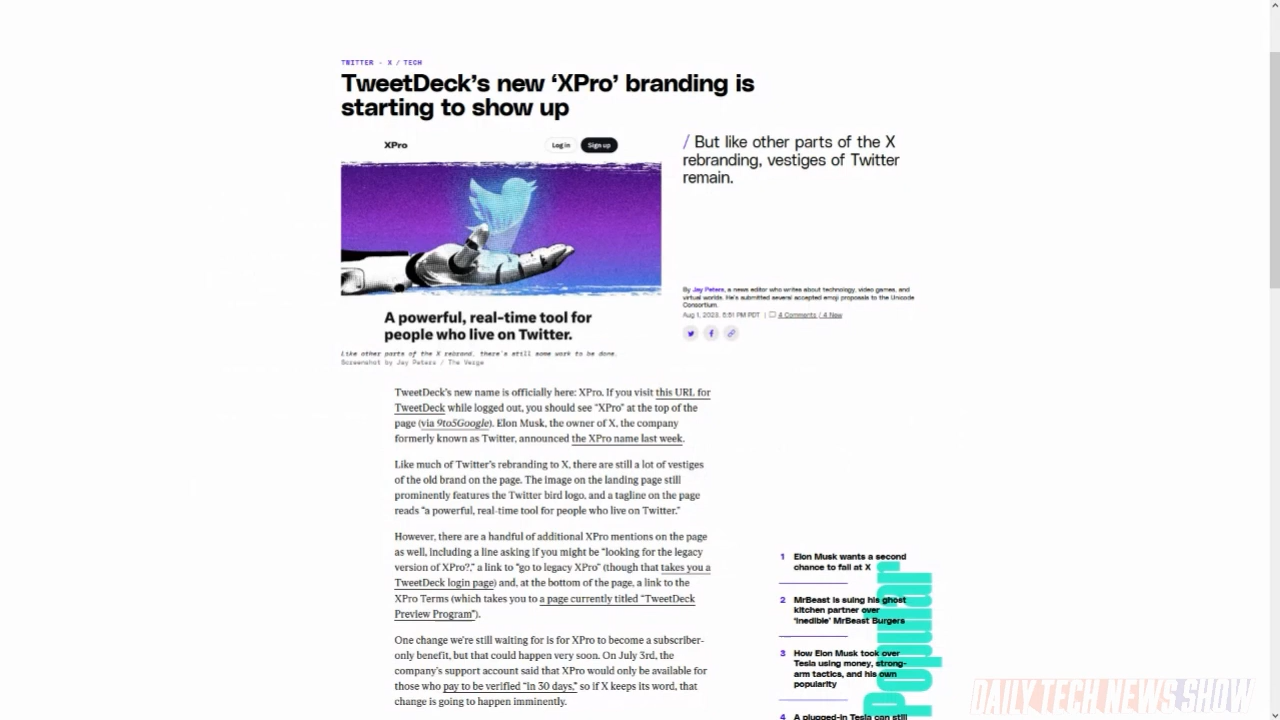 TWITTER - X / TECH
TweetDeck's new 'XPro' branding is
starting to show up
XPro
Log in
Sign up
/ But like other parts of the X
rebranding, vestiges of Twitter
remain.
A powerful, real-time tool for
people who live on Twitter.
Like other parts of the X rebrand, there's still some work to be done.
Screenshot by Jay Peters / The Verge
By Jay Peters, a news editor who writes about technology, video games, and
virtual worlds. He's submitted several accepted emoji proposals to the Unicode
Consortium.
Aug 1, 2023, 5:51 PM PDT | 4 Comments / 4 New
TweetDeck's new name is officially here: XPro. If you visit this URL for
TweetDeck while logged out, you should see "XPro" at the top of the
page (via 9to5Google). Elon Musk, the owner of X, the company
formerly known as Twitter, announced the XPro name last week.
Like much of Twitter's rebranding to X, there are still a lot of vestiges
of the old brand on the page. The image on the landing page still
prominently features the Twitter bird logo, and a tagline on the page
reads "a powerful, real-time tool for people who live on Twitter."
However, there are a handful of additional XPro mentions on the page
as well, including a line asking if you might be "looking for the legacy
version of XPro?," a link to "go to legacy XPro" (though that takes you a
TweetDeck login page) and, at the bottom of the page, a link to the
XPro Terms (which takes you to a page currently titled "TweetDeck
Preview Program").
One change we're still waiting for is for XPro to become a subscriber-
only benefit, but that could happen very soon. On July 3rd, the
company's support account said that XPro would only be available for
those who pay to be verified "in 30 days," so if X keeps its word, that
change is going to happen imminently.
Popular
1 Elon Musk wants a second
chance to fail at X
2 MrBeast is suing his ghost
kitchen partner over
'inedible' MrBeast Burgers
3 How Elon Musk took over
Tesla using money, strong-
arm tactics, and his own
popularity
4 A plugged-in Tesla can still
DAILY TECH NEWS SHOW